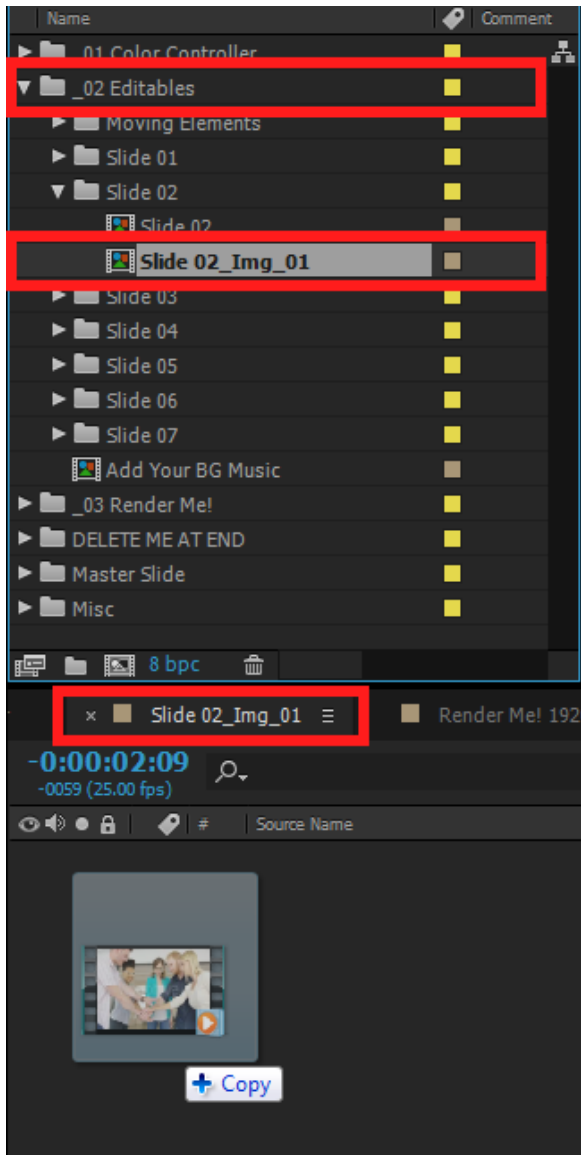 Name Comment
_01 Color Controller
_02 Editables
Moving Elements
Slide 01
Slide 02
Slide 02
Slide 02_Img_01
Slide 03
Slide 04
Slide 05
Slide 06
Slide 07
Add Your BG Music
_03 Render Me!
DELETE ME AT END
Master Slide
Misc
8 bpc
× Slide 02_Img_01 Render Me! 192
-0:00:02:09
-0059 (25.00 fps)
# Source Name
Copy